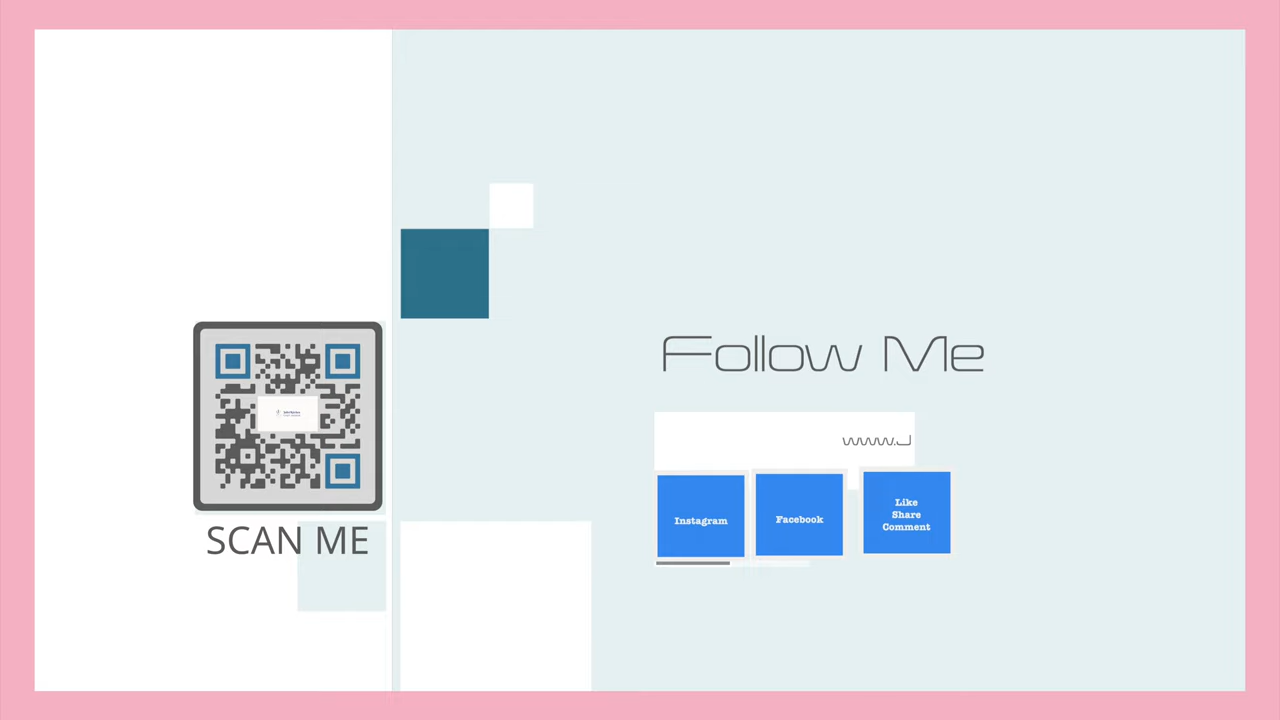 SCAN ME
Follow Me
www.J
Instagram
Facebook
Like
Share
Comment